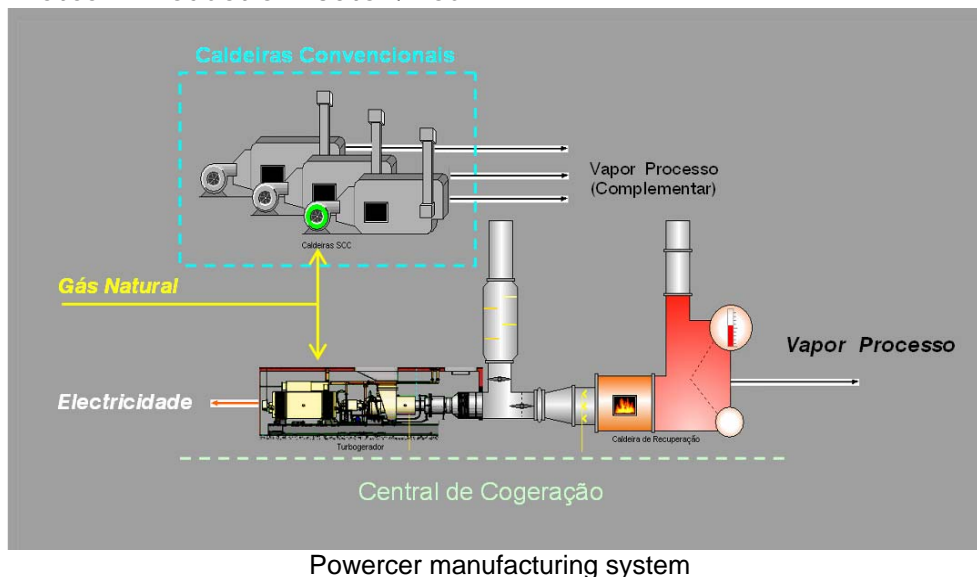 Caldeiras Convencionais
Vapor Processo
(Complementar)
Caldeiras SCC
Gás Natural
Vapor Processo
Electricidade
Turbogerador
Caldeira de Recuperação
Central de Cogeração
Powercer manufacturing system